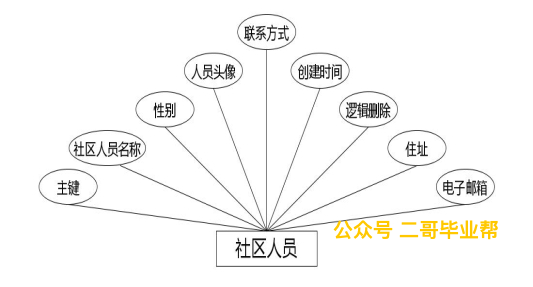 联系方式
人员头像
创建时间
性别
逻辑删除
社区人员名称
住址
主键
电子邮箱
公众号 二哥毕业帮
社区人员